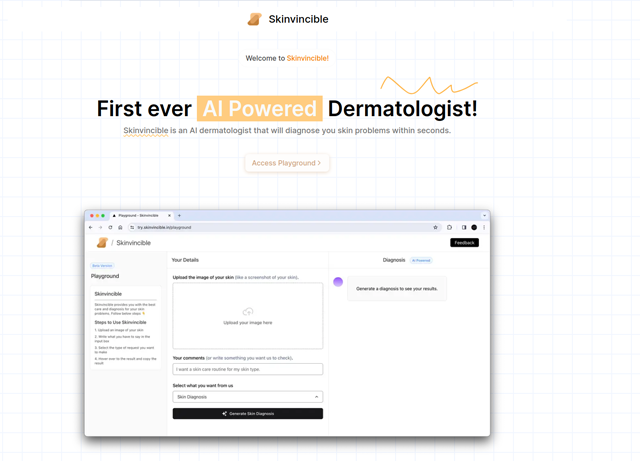 Skinvincible
Welcome to Skinvincible!
First ever AI Powered Dermatologist!
Skinvincible is an AI dermatologist that will diagnose you skin problems within seconds.
Access Playground >
Playground - Skinvincible
try.skinvincible.in/playground
/ Skinvincible
Feedback
Beta Version
Playground
Skinvincible
Skinvincible provides you with the best
care and diagnosis for your skin
problems. Follow below steps
Steps to Use Skinvincible
1. Upload an image of your skin
2. Write what you have to say in the
input box
3. Select the type of request you want
to make
4. Hover over to the result and copy the
result
Your Details
Upload the image of your skin (like a screenshot of your skin).
Upload your image here
Your comments (or write something you want us to check).
I want a skin care routine for my skin type.
Select what you want from us
Skin Diagnosis
Generate Skin Diagnosis
Diagnosis AI Powered
Generate a diagnosis to see your results.